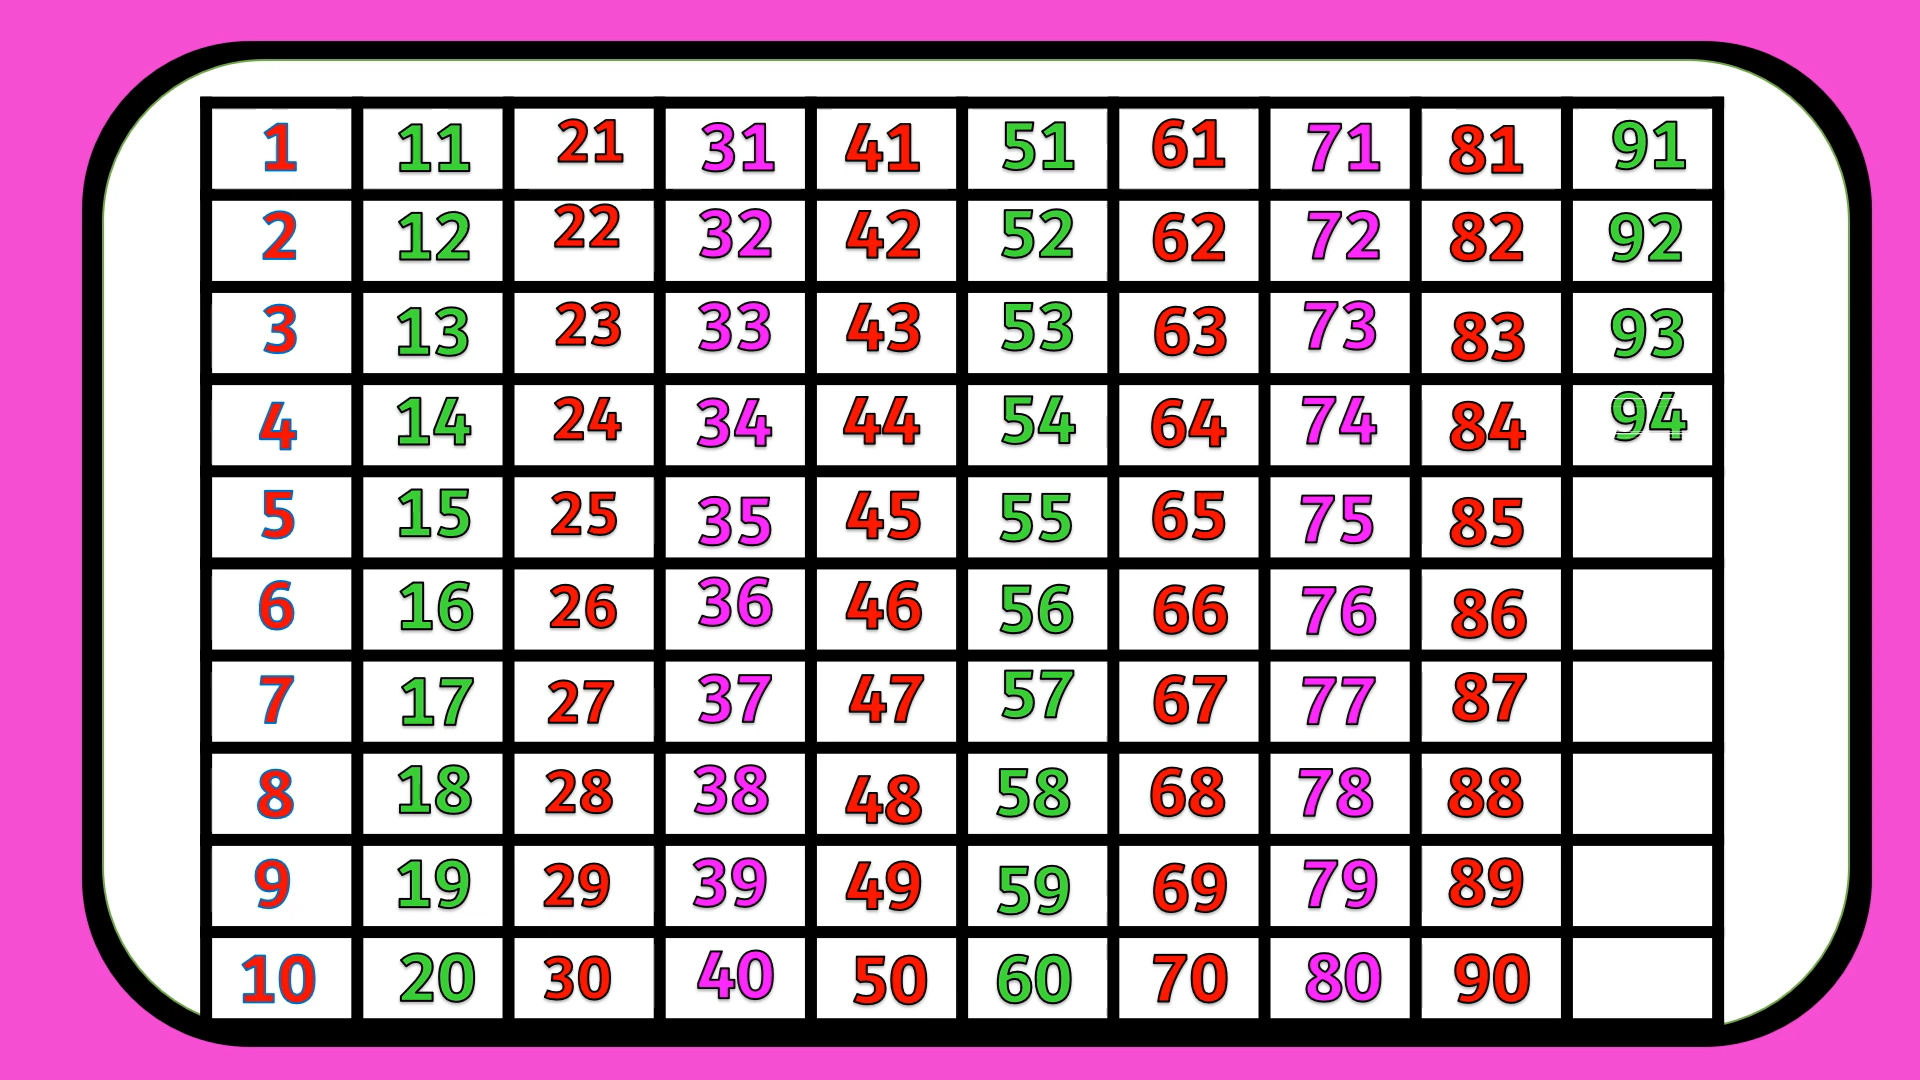 1 11 21 31 41 51 61 71 81 91
2 12 22 32 42 52 62 72 82 92
3 13 23 33 43 53 63 73 83 93
4 14 24 34 44 54 64 74 84 94
5 15 25 35 45 55 65 75 85
6 16 26 36 46 56 66 76 86
7 17 27 37 47 57 67 77 87
8 18 28 38 48 58 68 78 88
9 19 29 39 49 59 69 79 89
10 20 30 40 50 60 70 80 90